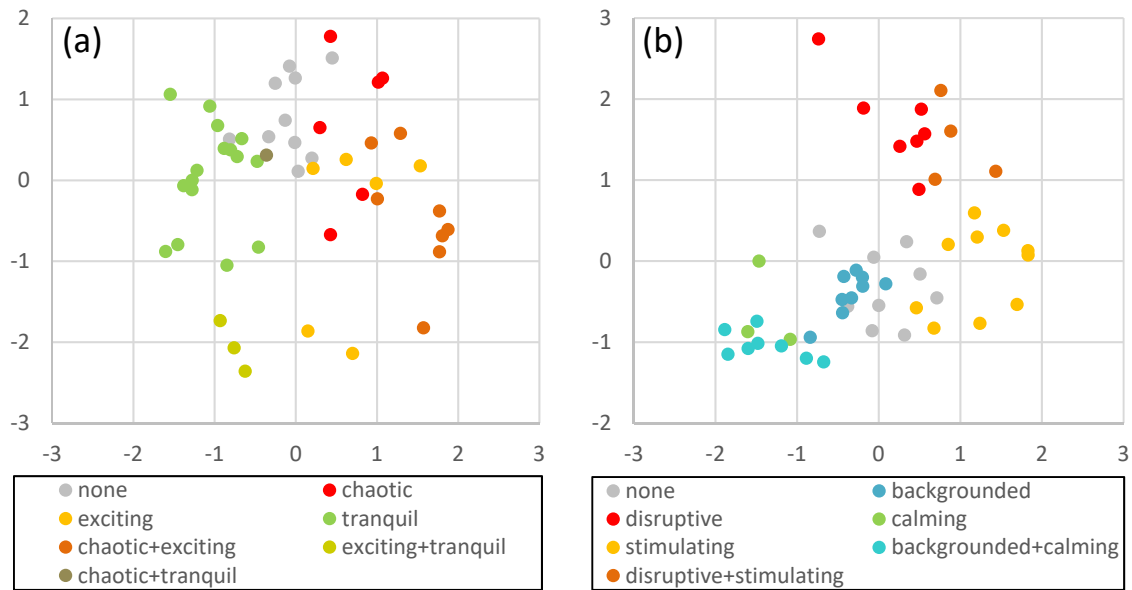 (a)
2
1
0
-1
-2
-3
-3 -2 -1 0 1 2 3
none chaotic
exciting tranquil
chaotic+exciting exciting+tranquil
chaotic+tranquil
(b)
3
2
1
0
-1
-2
-3 -2 -1 0 1 2 3
none backgrounded
disruptive calming
stimulating backgrounded+calming
disruptive+stimulating